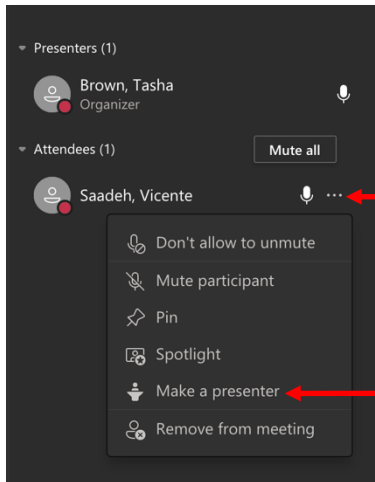 Presenters (1)
Brown, Tasha
Organizer
Attendees (1)
Mute all
Saadeh, Vicente
Don't allow to unmute
Mute participant
Pin
Spotlight
Make a presenter
Remove from meeting